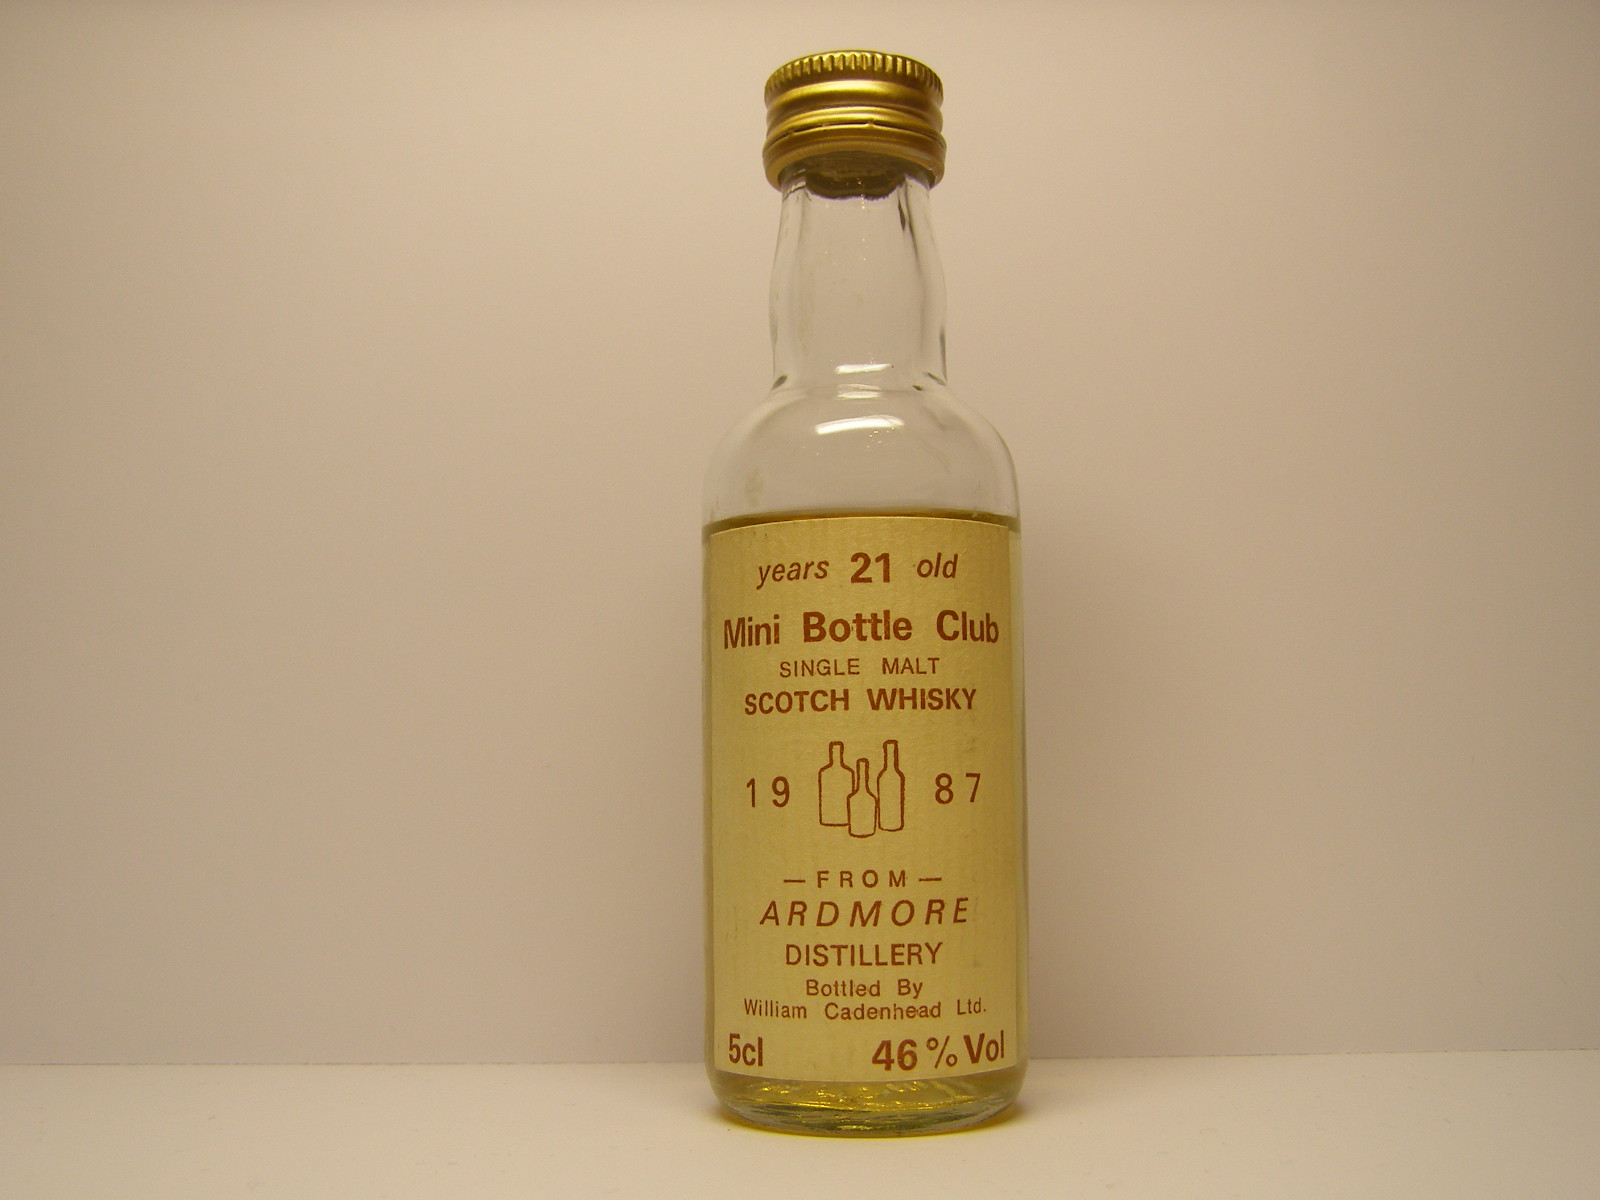 years 21 old
Mini Bottle Club
SINGLE MALT
SCOTCH WHISKY
19 87
— FROM —
ARDMORE
DISTILLERY
Bottled By
William Cadenhead Ltd.
5cl 46% Vol